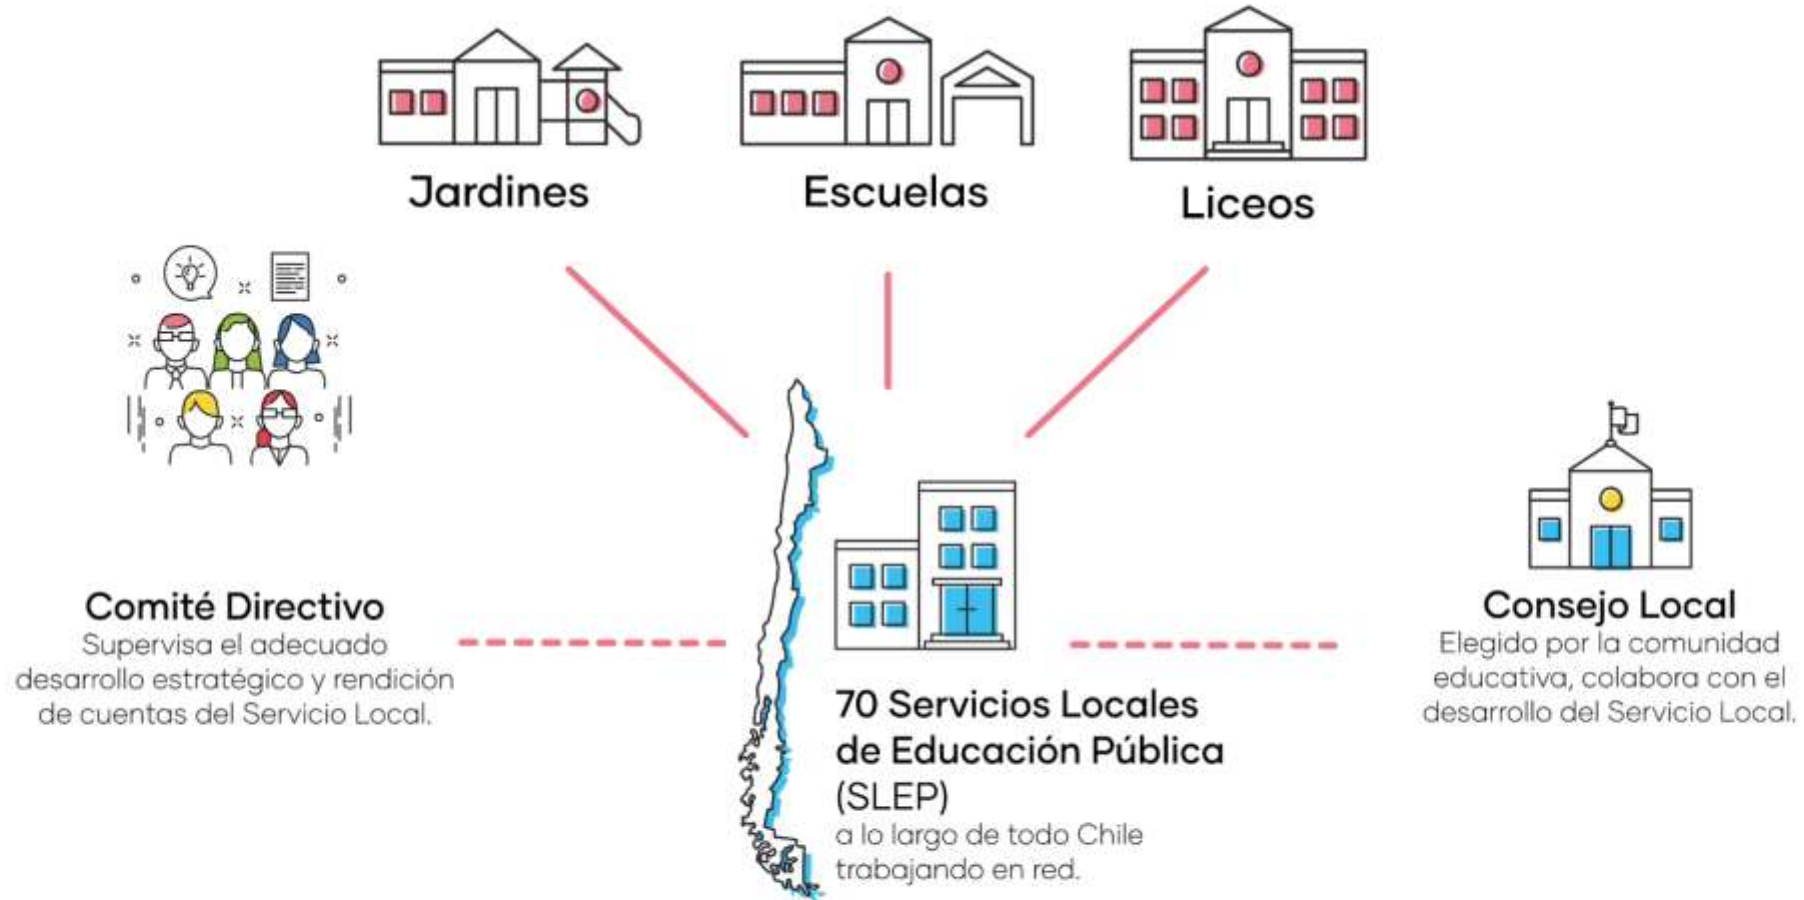 Jardines
Escuelas
Liceos
Comité Directivo
Supervisa el adecuado
desarrollo estratégico y rendición
de cuentas del Servicio Local.
70 Servicios Locales
de Educación Pública
(SLEP)
a lo largo de todo Chile
trabajando en red.
Consejo Local
Elegido por la comunidad
educativa, colabora con el
desarrollo del Servicio Local.